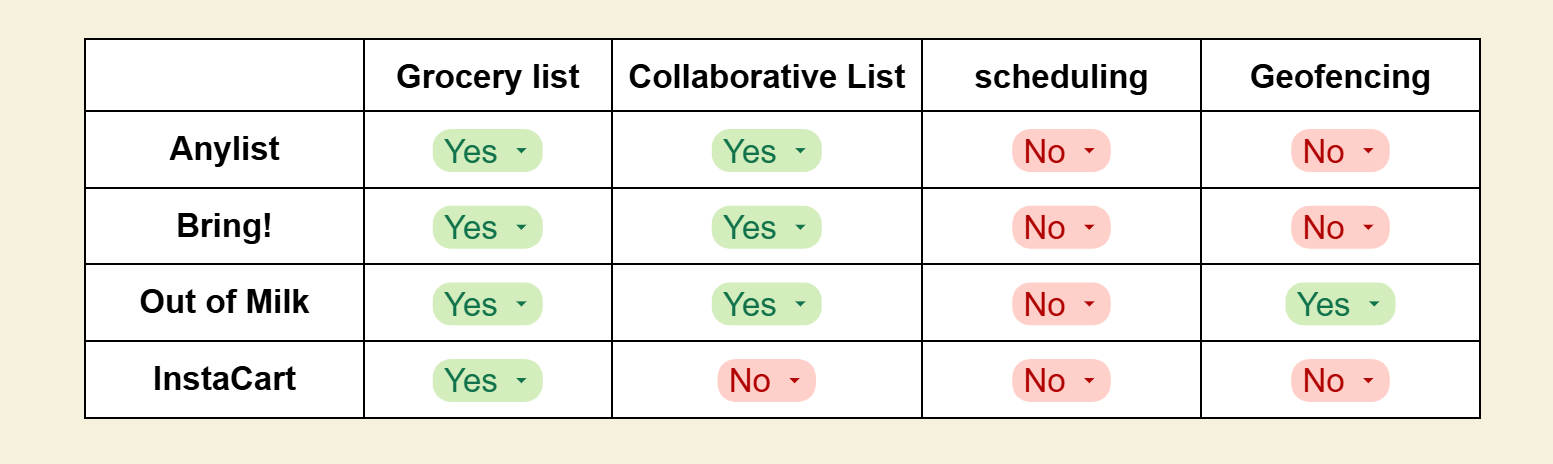 Grocery list Collaborative List scheduling Geofencing
Anylist Yes Yes No No
Bring! Yes Yes No No
Out of Milk Yes Yes No Yes
InstaCart Yes No No No